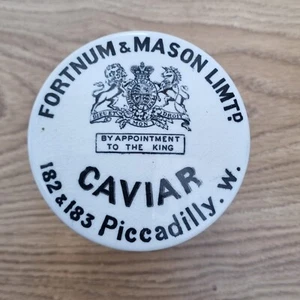 FORTNUM & MASON LIMTD
BY APPOINTMENT
TO THE KING
CAVIAR
182 & 183 Piccadilly. W.